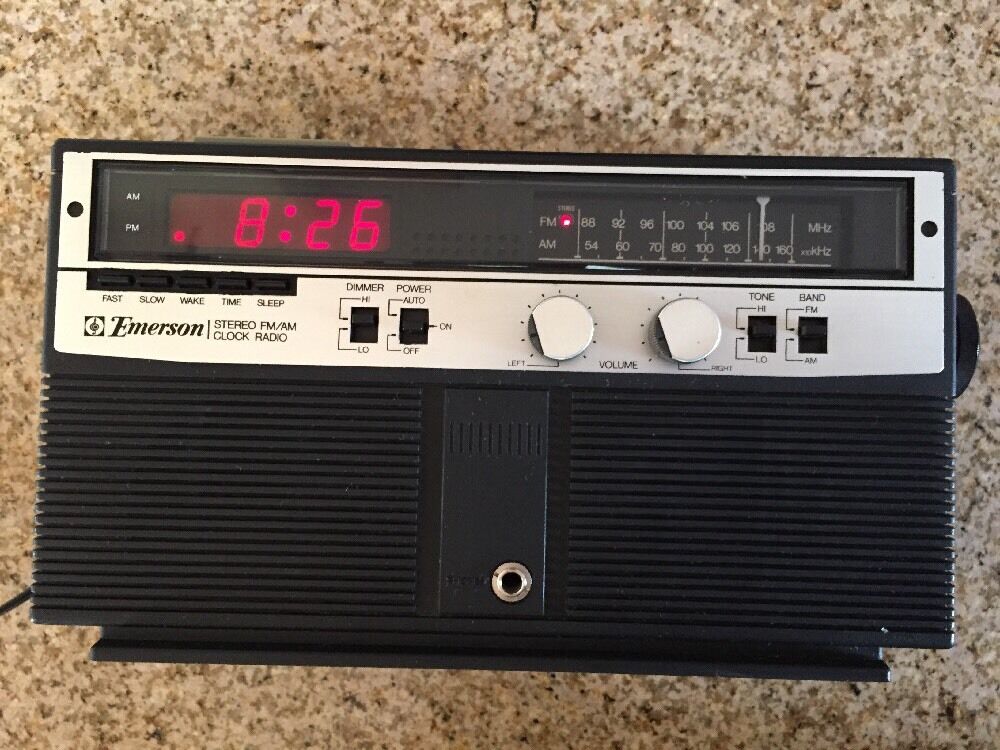 AM
PM
8:26
STEREO
FM 88 92 96 100 104 106 108 MHz
AM 54 60 70 80 100 120 140 160 x10kHz
FAST SLOW WAKE TIME SLEEP
DIMMER
HI
LO
POWER
AUTO
ON
OFF
Emerson
STEREO FM/AM
CLOCK RADIO
LEFT VOLUME RIGHT
TONE
HI
LO
BAND
FM
AM